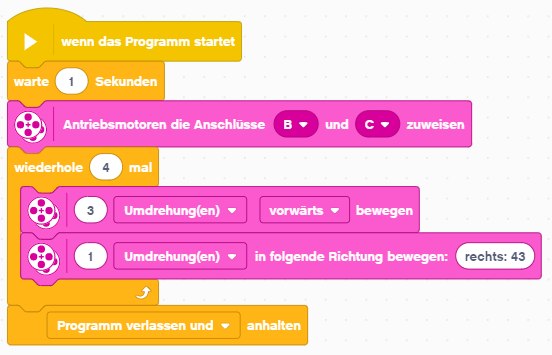 wenn das Programm startet
warte 1 Sekunden
Antriebsmotoren die Anschlüsse B und C zuweisen
wiederhole 4 mal
3 Umdrehung(en) vorwärts bewegen
1 Umdrehung(en) in folgende Richtung bewegen: rechts: 43
Programm verlassen und anhalten